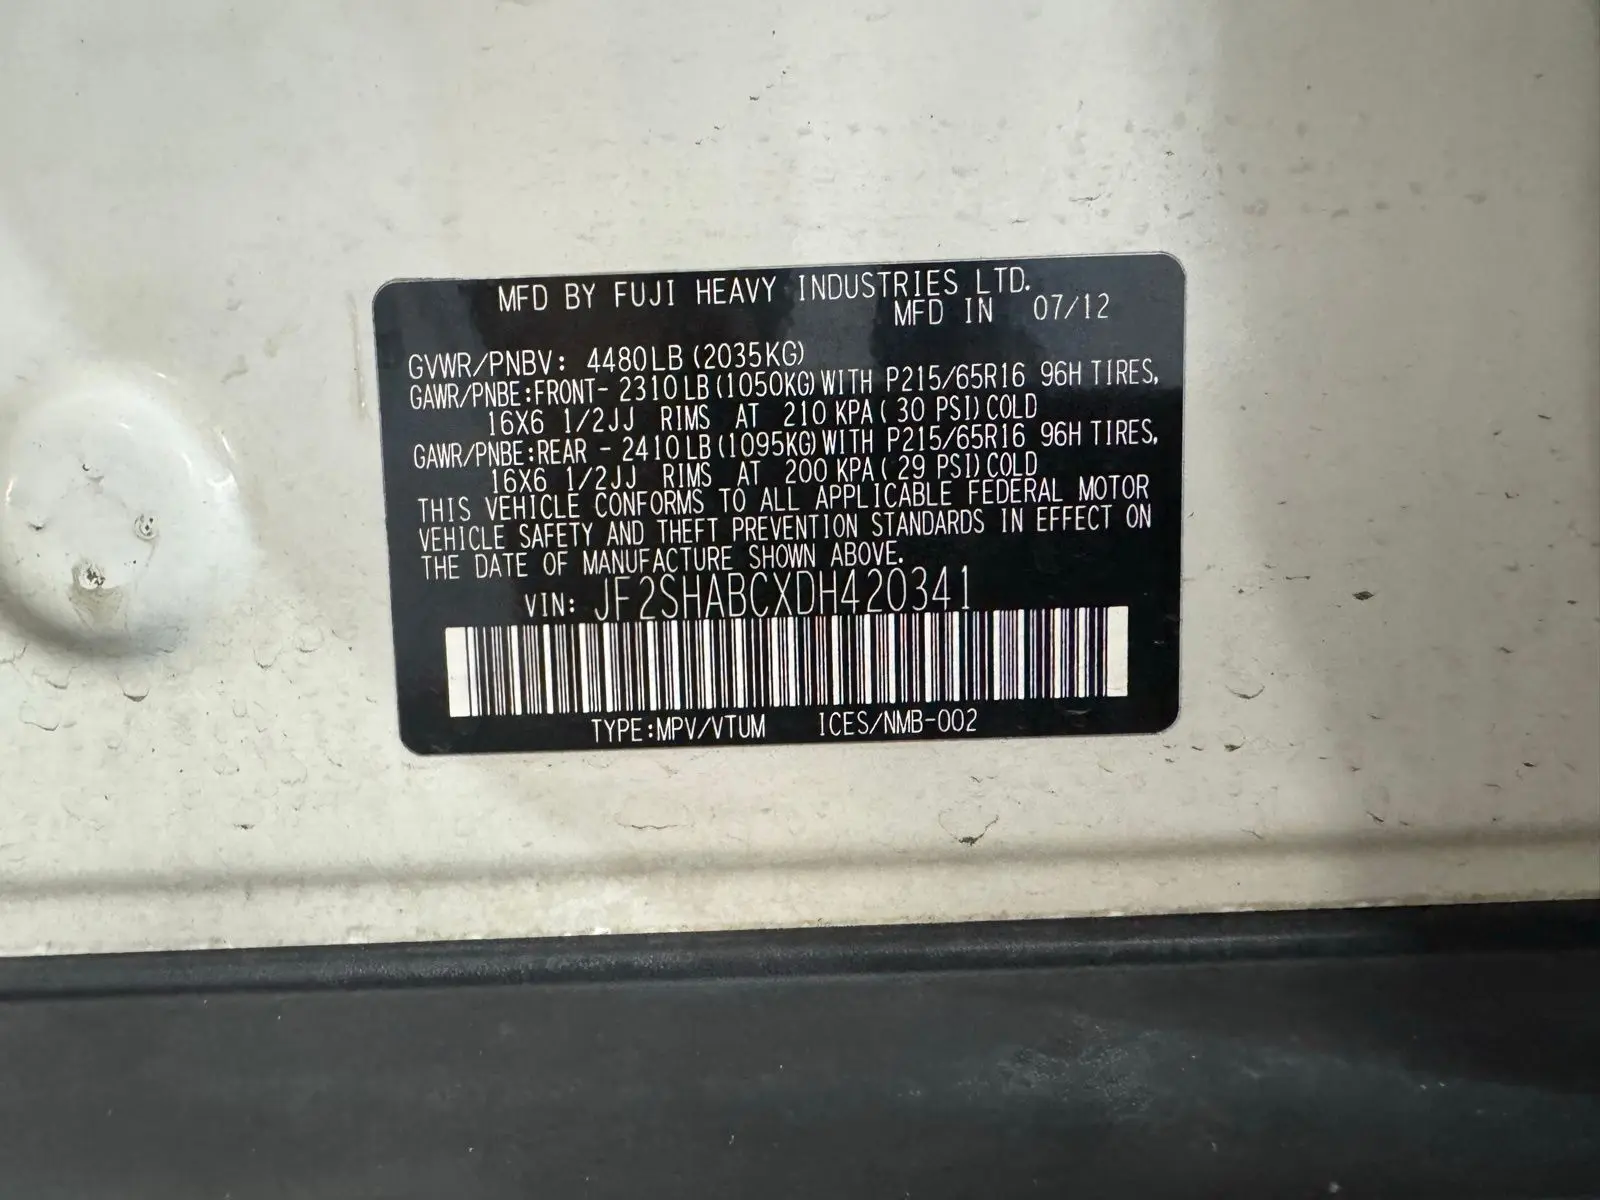 MFD BY FUJI HEAVY INDUSTRIES LTD.
MFD IN 07/12
GVWR/PNBV: 4480LB (2035KG)
GAWR/PNBE:FRONT- 2310LB (1050KG)WITH P215/65R16 96H TIRES,
16X6 1/2JJ RIMS AT 210 KPA( 30 PSI)COLD
GAWR/PNBE:REAR - 2410LB (1095KG)WITH P215/65R16 96H TIRES,
16X6 1/2JJ RIMS AT 200 KPA( 29 PSI)COLD
THIS VEHICLE CONFORMS TO ALL APPLICABLE FEDERAL MOTOR
VEHICLE SAFETY AND THEFT PREVENTION STANDARDS IN EFFECT ON
THE DATE OF MANUFACTURE SHOWN ABOVE.
VIN: JF2SHABCXDH420341
TYPE:MPV/VTUM ICES/NMB-002